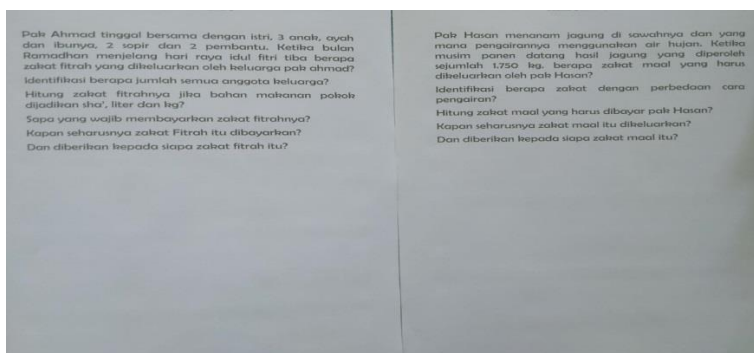 Pak Ahmad tinggal bersama dengan istri, 3 anak, ayah
dan ibunya, 2 sopir dan 2 pembantu. Ketika bulan
Ramadhan menjelang hari raya idul fitri tiba berapa
zakat fitrah yang dikeluarkan oleh keluarga pak ahmad?
Identifikasi berapa jumlah semua anggota keluarga?
Hitung zakat fitrahnya jika bahan makanan pokok
dijadikan sha', liter dan kg?
Sapa yang wajib membayarkan zakat fitrahnya?
Kapan seharusnya zakat Fitrah itu dibayarkan?
Dan diberikan kepada siapa zakat fitrah itu?
Pak Hasan menanam jagung di sawahnya dan yang
mana pengairannya menggunakan air hujan. Ketika
musim panen datang hasil jagung yang diperoleh
sejumlah 1.750 kg, berapa zakat maal yang harus
dikeluarkan oleh pak Hasan?
Identifikasi berapa zakat dengan perbedaan cara
pengairan?
Hitung zakat maal yang harus dibayar pak Hasan?
Kapan seharusnya zakat maal itu dikeluarkan?
Dan diberikan kepada siapa zakat maal itu?